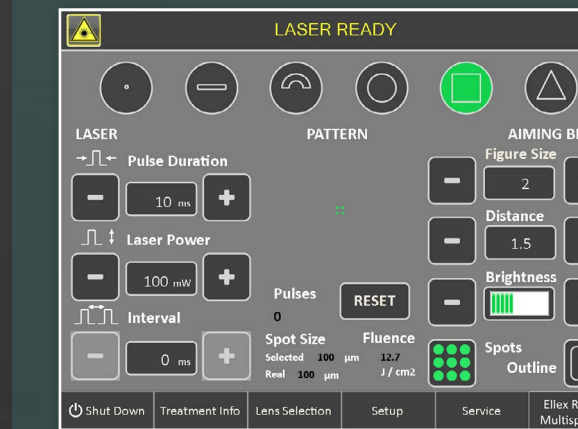 LASER READY
LASER
PATTERN
AIMING B
Pulse Duration
Figure Size
10 ms
2
Distance
Laser Power
1.5
100 mW
Brightness
Pulses
RESET
0
Interval
Spot Size
Fluence
Spots
Selected 100 µm
12.7
0 ms
Real 100 µm
J / cm2
Outline
Shut Down
Treatment Info
Lens Selection
Setup
Service
Ellex R
Multisp